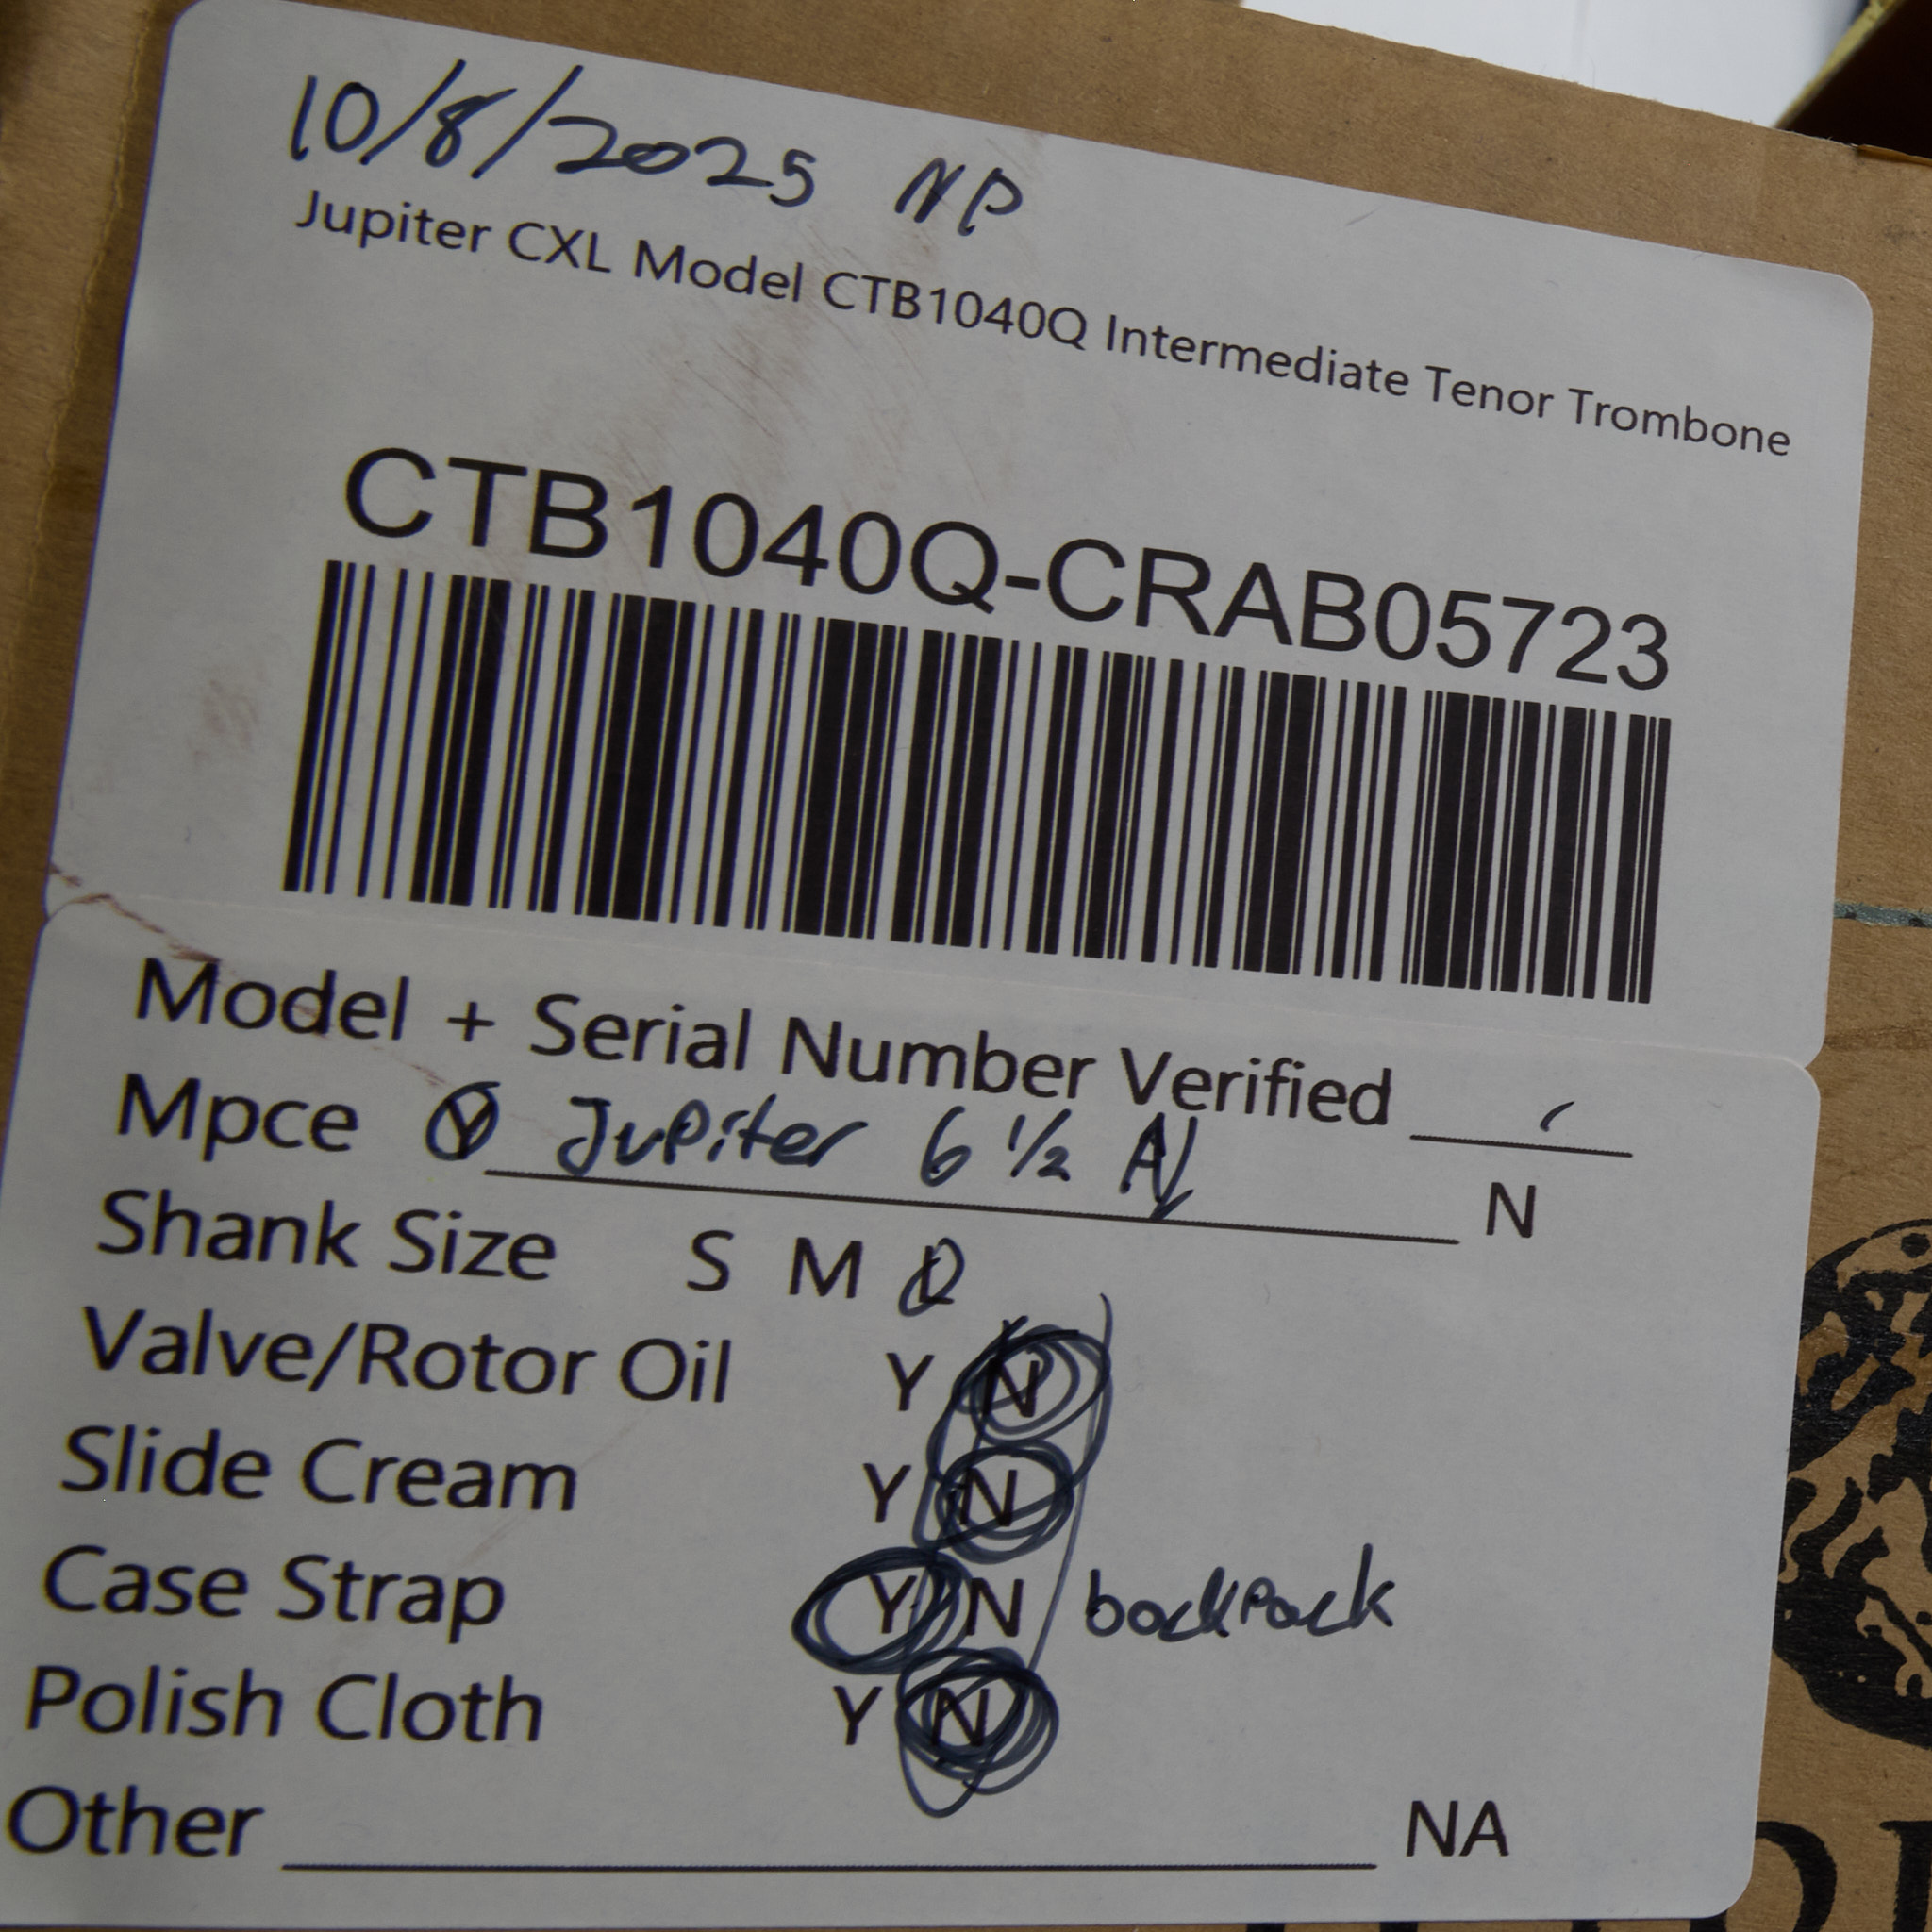 10/8/2025 NP
Jupiter CXL Model CTB1040Q Intermediate Tenor Trombone
CTB1040Q-CRAB05723
Model + Serial Number Verified
Mpce Y Jupiter 6 1/2 AL N
Shank Size S M L
Valve/Rotor Oil Y N
Slide Cream Y N
Case Strap Y N backpack
Polish Cloth Y N
Other NA